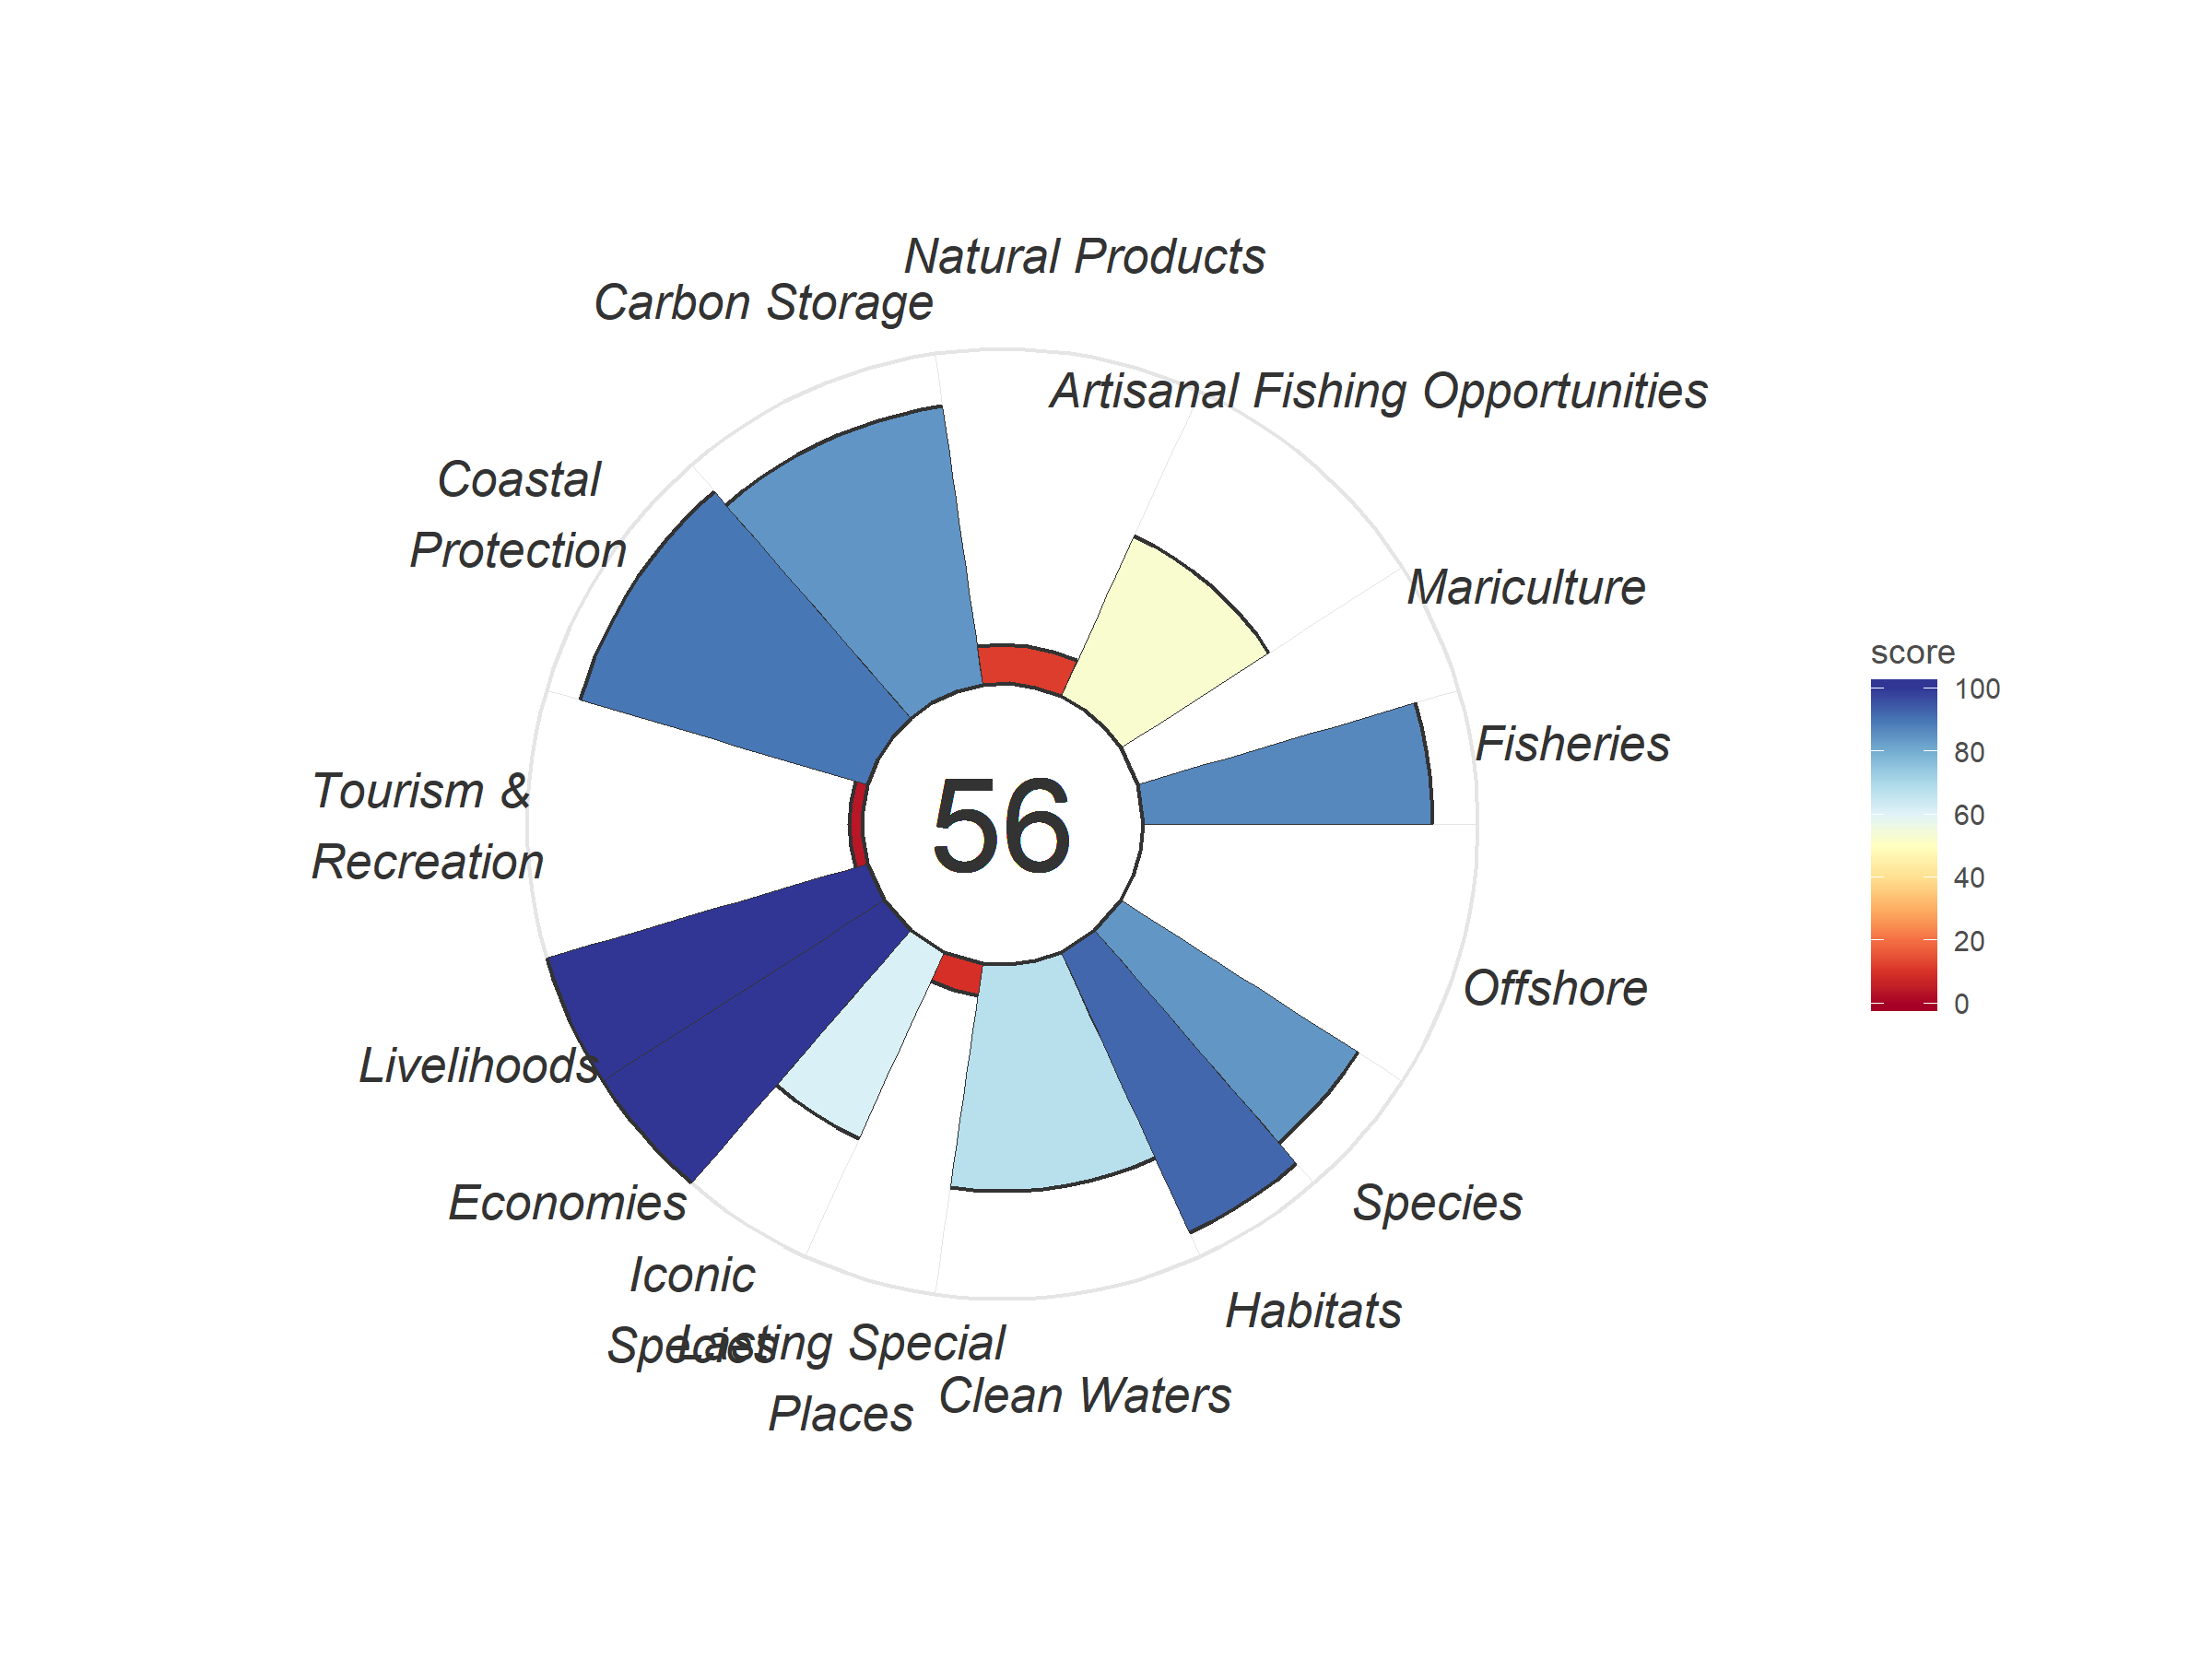 Natural Products
Carbon Storage
Artisanal Fishing Opportunities
Coastal
Protection
Mariculture
Fisheries
score
100
80
60
40
20
0
Tourism &
Recreation
56
Offshore
Livelihoods
Economies
Species
Iconic
Species
Habitats
Lasting Special
Places
Clean Waters